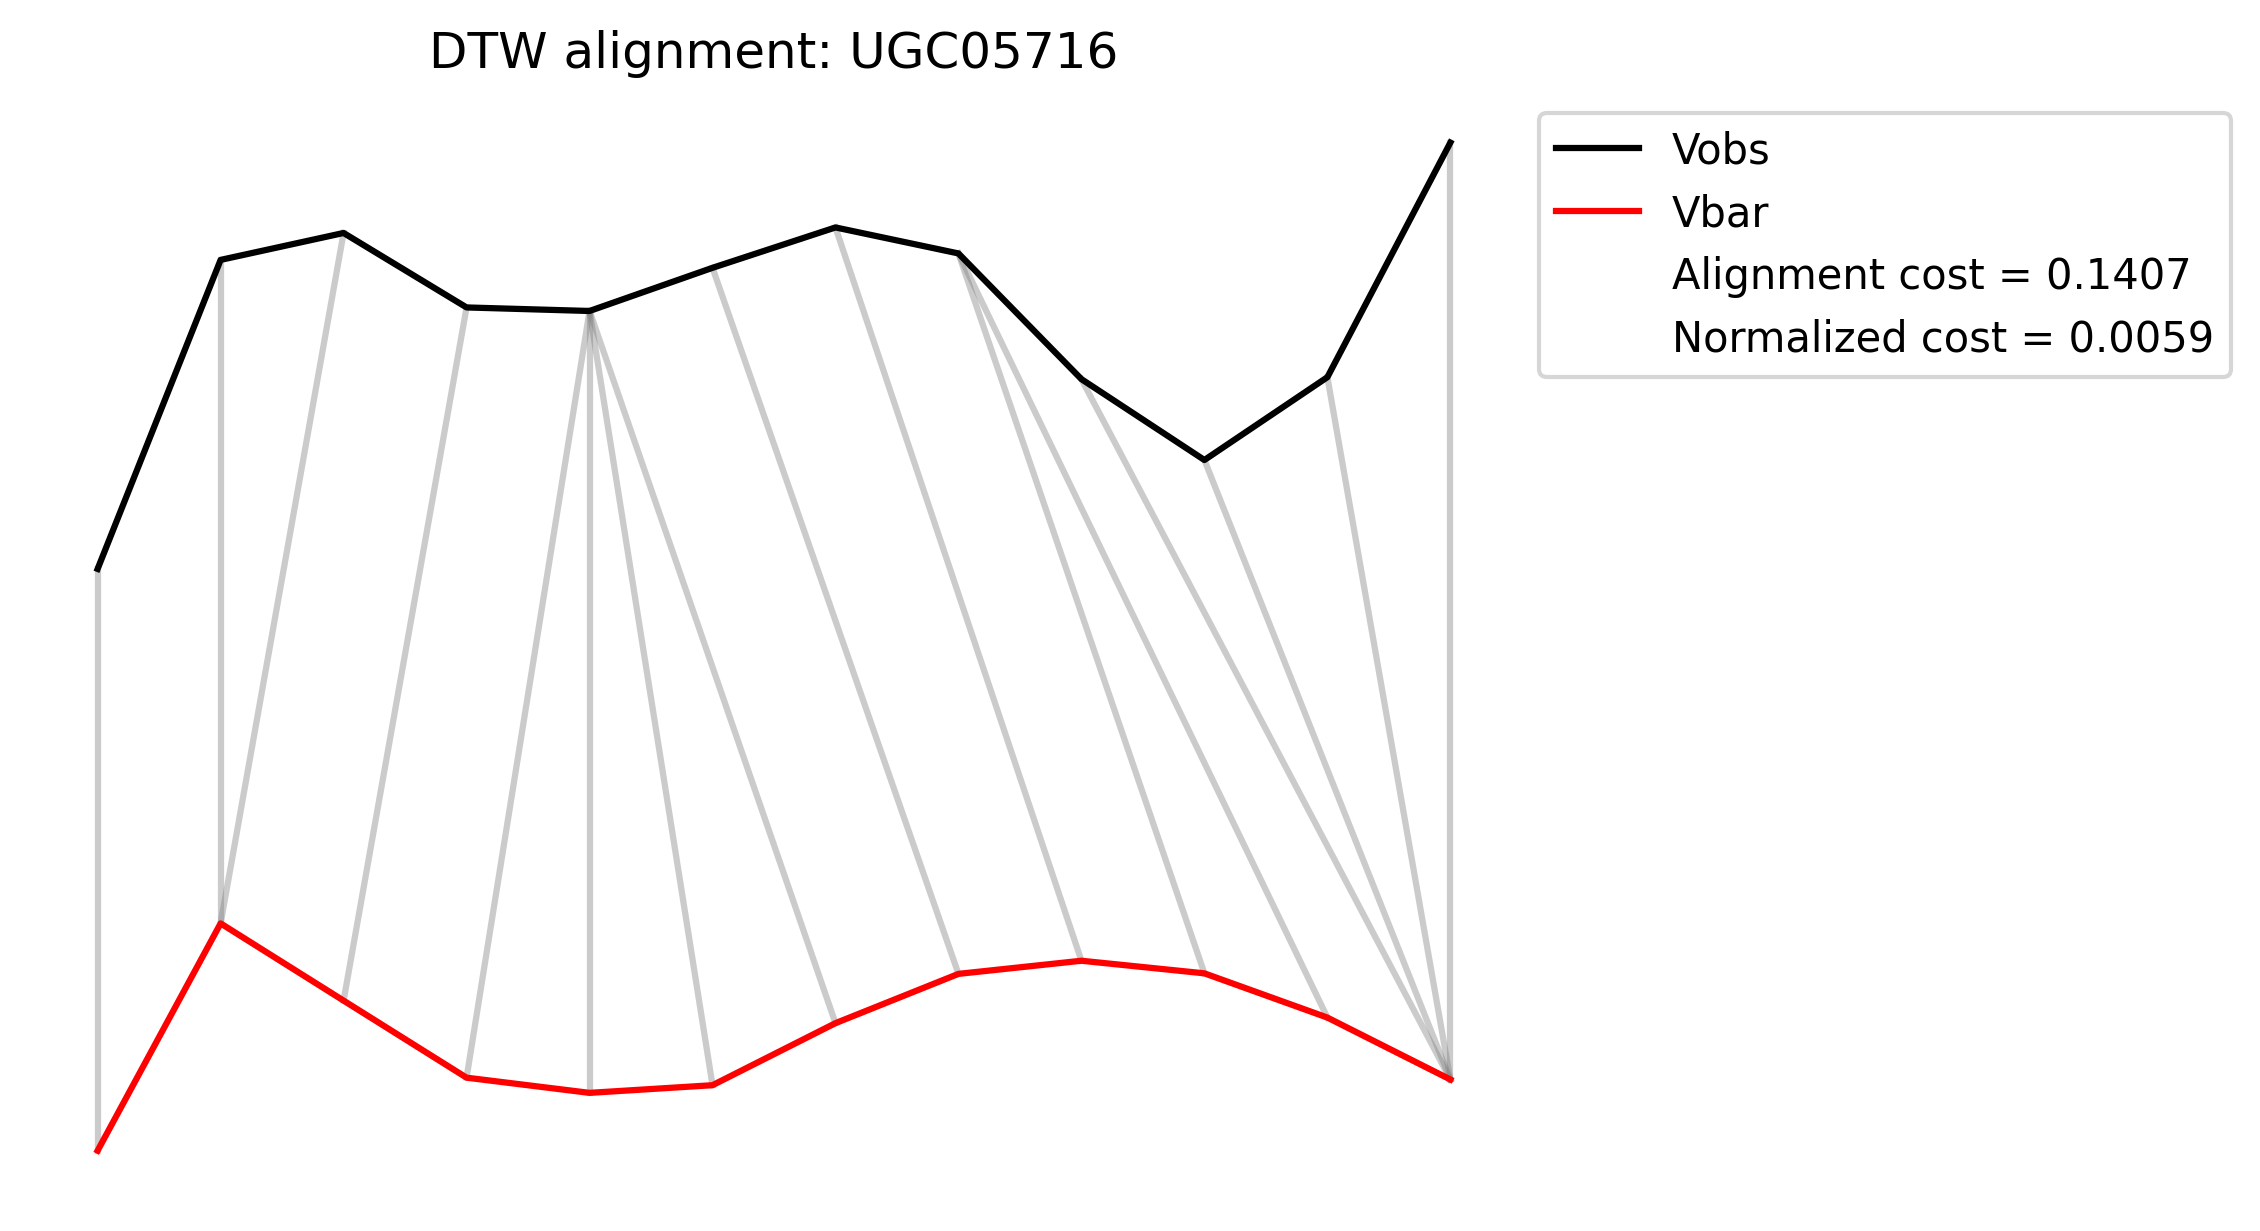 DTW alignment: UGC05716
Vobs
Vbar
Alignment cost = 0.1407
Normalized cost = 0.0059